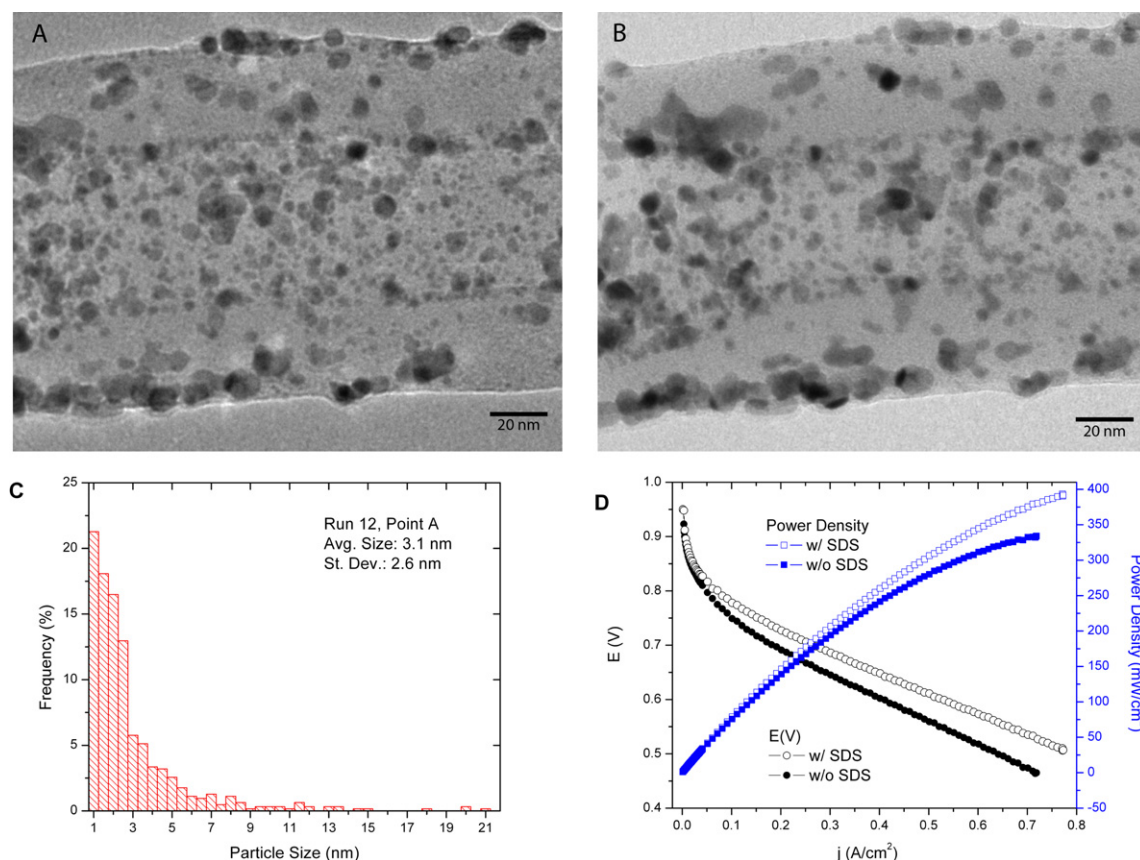 A
B
20 nm
20 nm
C
25
20
15
10
5
0
Frequency (%)
Run 12, Point A
Avg. Size: 3.1 nm
St. Dev.: 2.6 nm
1 3 5 7 9 11 13 15 17 19 21
Particle Size (nm)
D
1.0
0.9
0.8
0.7
0.6
0.5
0.4
E (V)
Power Density
w/ SDS
w/o SDS
E(V)
w/ SDS
w/o SDS
400
350
300
250
200
150
100
50
0
-50
Power Density (mW/cm²)
0.0 0.1 0.2 0.3 0.4 0.5 0.6 0.7 0.8
j (A/cm²)